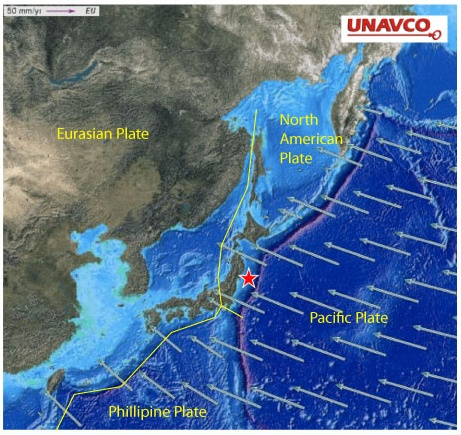 50 mm/yr EU
UNAVCO
Eurasian Plate
North
American
Plate
Pacific Plate
Phillipine Plate